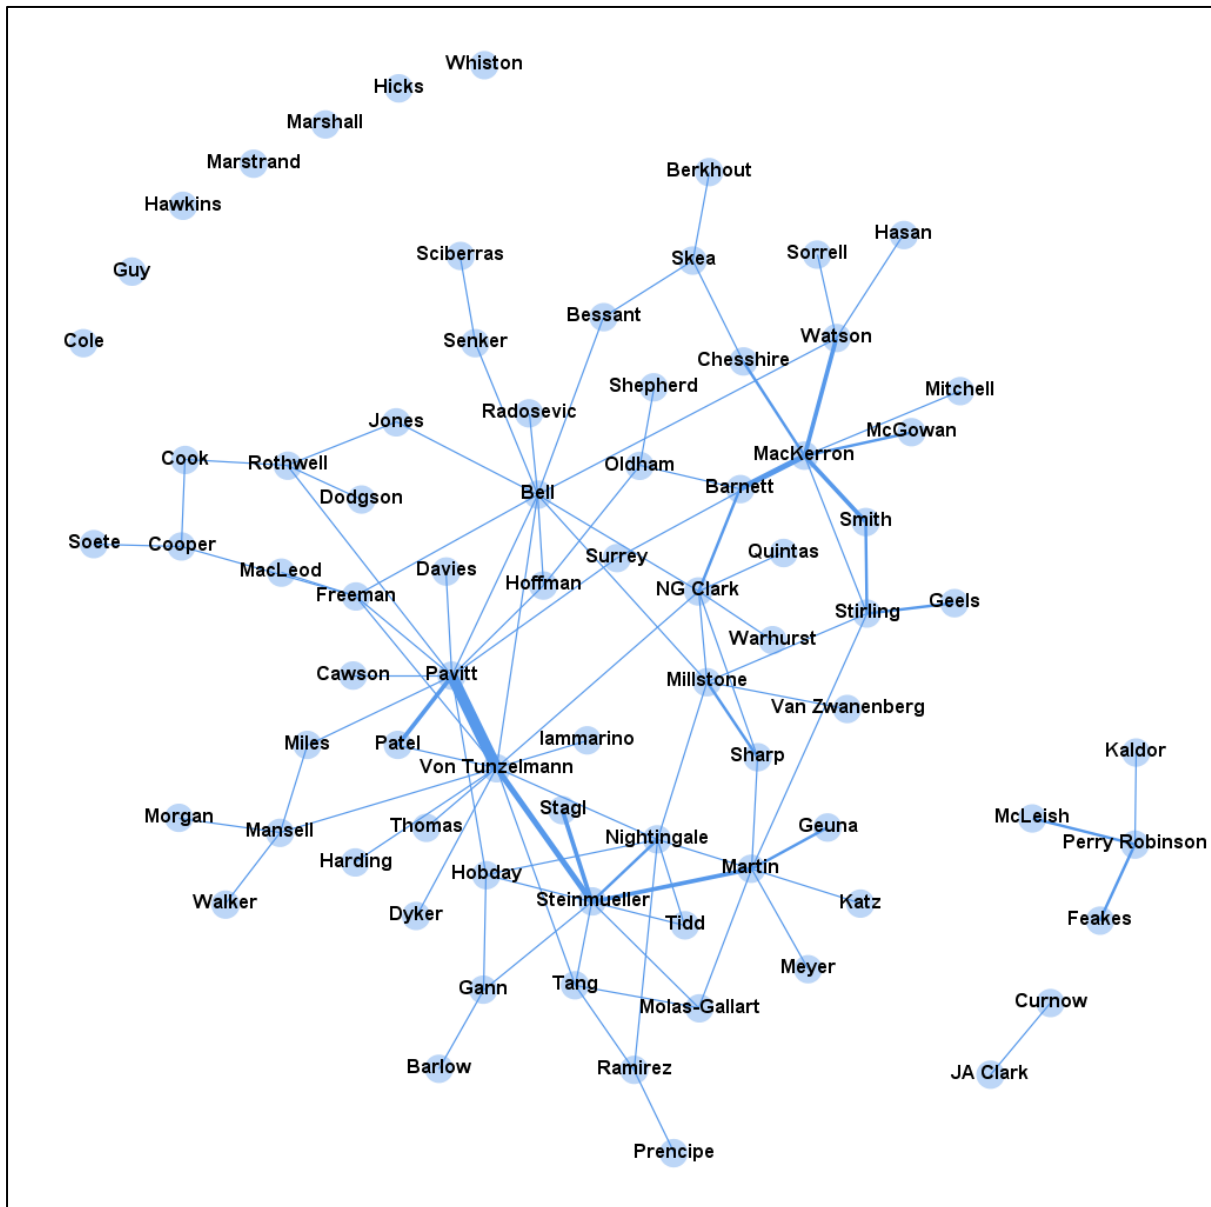 Whiston
Hicks
Marshall
Marstrand
Berkhout
Hawkins
Hasan
Sciberras
Sorrell
Skea
Guy
Bessant
Watson
Cole
Senker
Chesshire
Shepherd
Mitchell
Radosevic
Jones
McGowan
MacKerron
Cook
Rothwell
Oldham
Barnett
Bell
Dodgson
Smith
Soete
Cooper
Surrey
Quintas
MacLeod
Davies
Hoffman
NG Clark
Freeman
Geels
Stirling
Warhurst
Cawson
Pavitt
Millstone
Van Zwanenberg
Iammarino
Miles
Patel
Kaldor
Sharp
Von Tunzelmann
Stagl
Morgan
McLeish
Thomas
Geuna
Mansell
Nightingale
Perry Robinson
Harding
Martin
Hobday
Walker
Steinmueller
Katz
Dyker
Tidd
Feakes
Meyer
Gann
Tang
Curnow
Molas-Gallart
Barlow
Ramirez
JA Clark
Prencipe